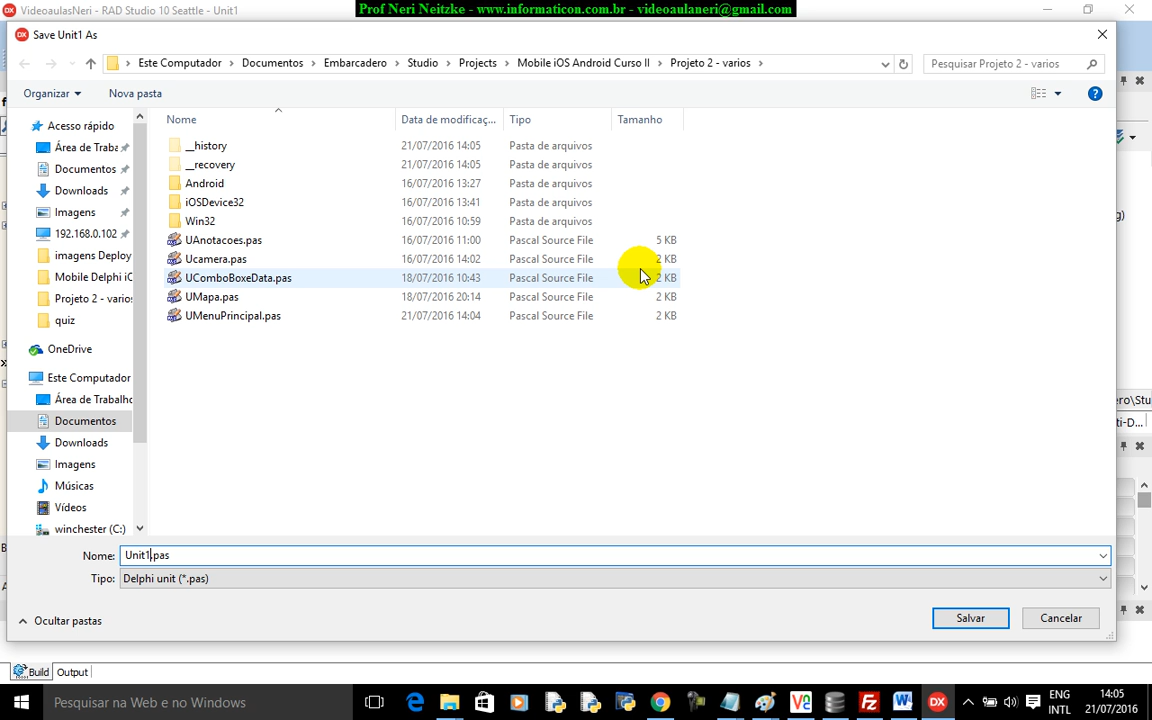 VideoaulasNeri - RAD Studio 10 Seattle - Unit1
Prof Neri Neitzke - www.informaticon.com.br - videoaulaneri@gmail.com
Save Unit1 As
Este Computador > Documentos > Embarcadero > Studio > Projects > Mobile iOS Android Curso II > Projeto 2 - varios >
Pesquisar Projeto 2 - varios
Organizar
Nova pasta
Nome Data de modificaç... Tipo Tamanho
__history 21/07/2016 14:05 Pasta de arquivos
__recovery 21/07/2016 14:05 Pasta de arquivos
Android 16/07/2016 13:27 Pasta de arquivos
iOSDevice32 16/07/2016 13:41 Pasta de arquivos
Win32 16/07/2016 10:59 Pasta de arquivos
UAnotacoes.pas 16/07/2016 11:00 Pascal Source File 5 KB
Ucamera.pas 16/07/2016 14:02 Pascal Source File 2 KB
UComboBoxeData.pas 18/07/2016 10:43 Pascal Source File 2 KB
UMapa.pas 18/07/2016 20:14 Pascal Source File 2 KB
UMenuPrincipal.pas 21/07/2016 14:04 Pascal Source File 2 KB
Acesso rápido
Área de Traba
Documentos
Downloads
Imagens
192.168.0.102
imagens Deploy
Mobile Delphi iC
Projeto 2 - varios
quiz
OneDrive
Este Computador
Área de Trabalho
Documentos
Downloads
Imagens
Músicas
Vídeos
winchester (C:)
Nome: Unit1.pas
Tipo: Delphi unit (*.pas)
Ocultar pastas
Salvar
Cancelar
ero\Stu
ti-D...
Build
Output
Pesquisar na Web e no Windows
ENG
INTL
14:05
21/07/2016